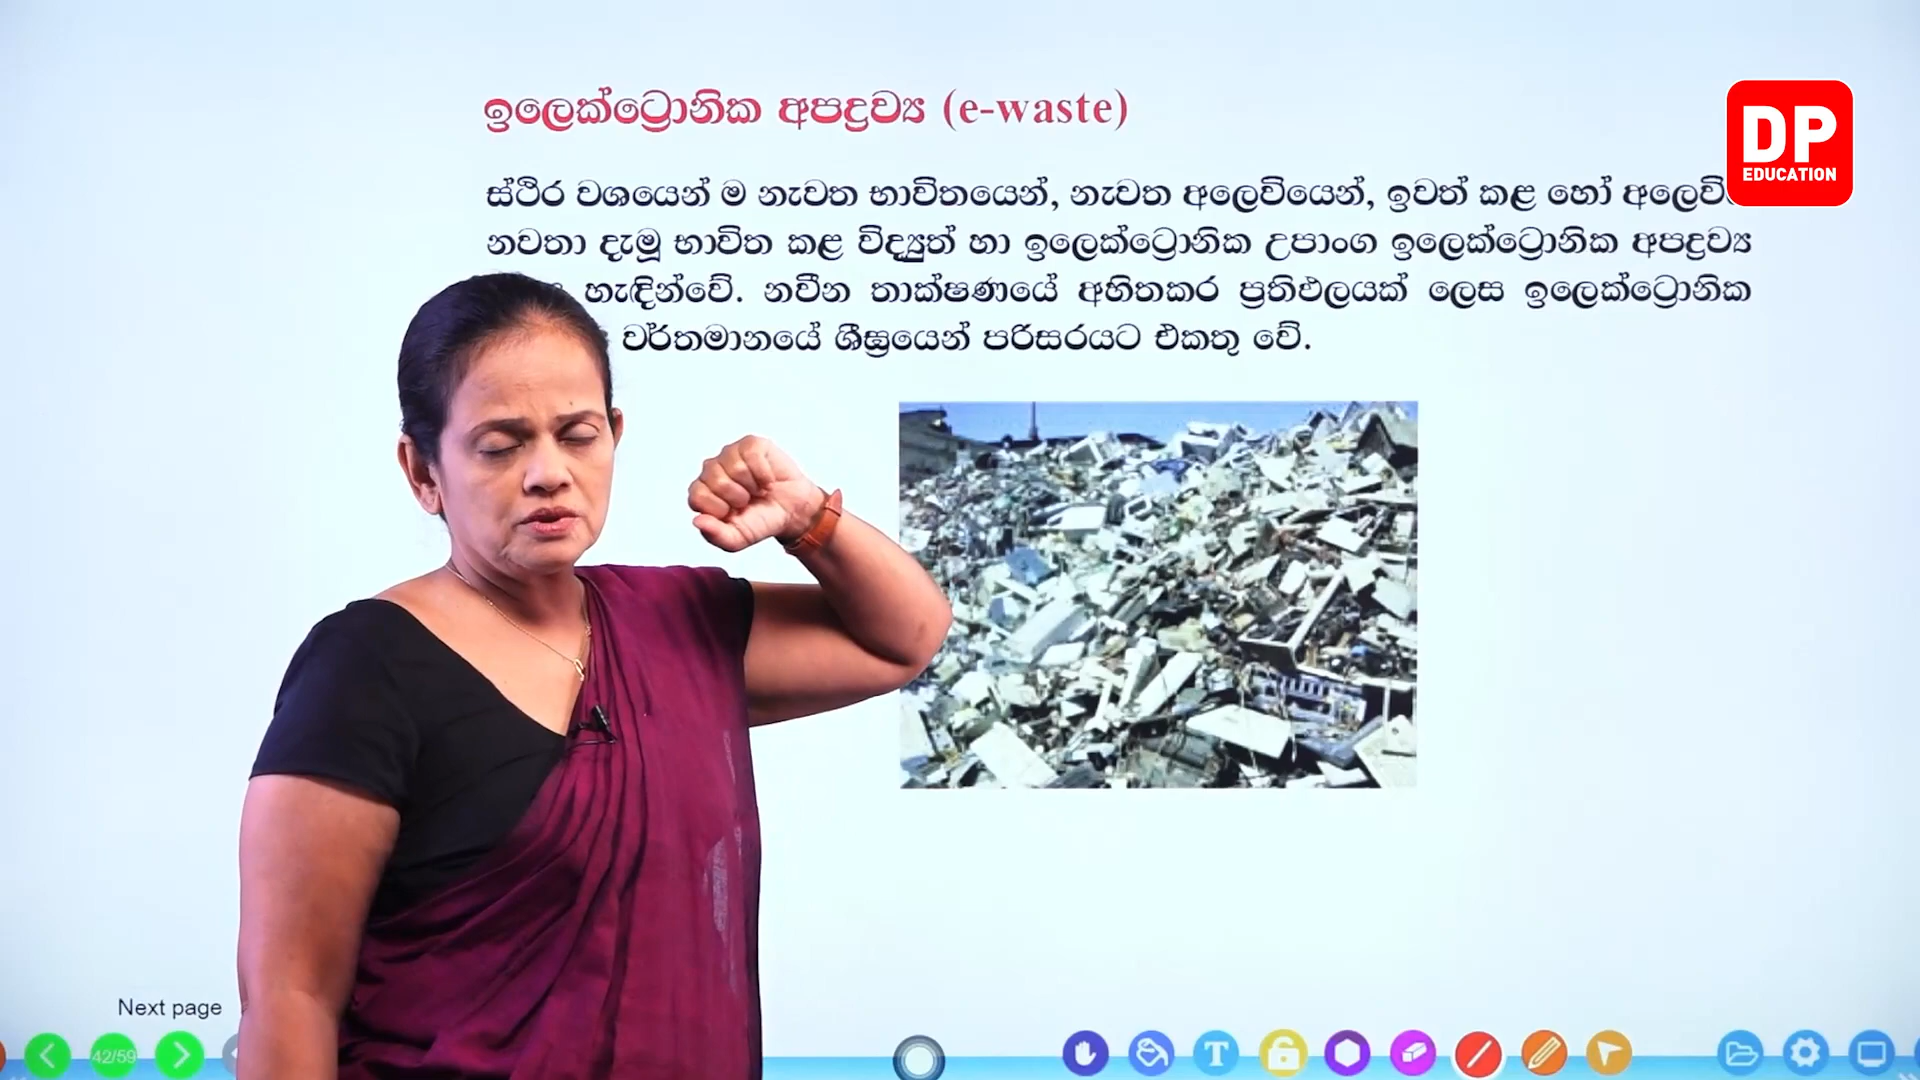 ඉලෙක්ට්‍රොනික අපද්‍රව්‍ය (e-waste)
DP
EDUCATION
ස්ථිර වශයෙන් ම නැවත භාවිතයෙන්, නැවත අලෙවියෙන්, ඉවත් කළ හෝ
නවතා දැමූ භාවිත කළ විද්‍යුත් හා ඉලෙක්ට්‍රොනික උපාංග ඉලෙක්ට්‍රොනික අපද්‍රව්‍ය
හැඳින්වේ. නවීන තාක්ෂණයේ අහිතකර ප්‍රතිඵලයක් ලෙස ඉලෙක්ට්‍රොනික
වර්තමානයේ ශීඝ්‍රයෙන් පරිසරයට එකතු වේ.
Next page
42/59